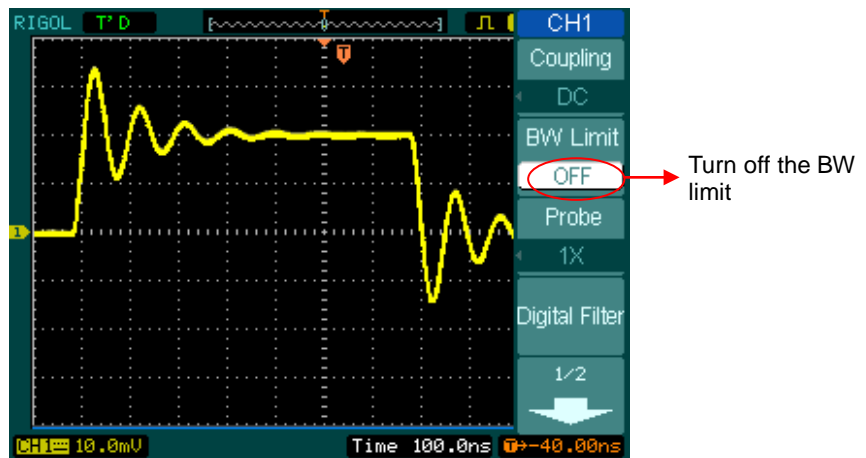 RIGOL T'D T CH1
T
Coupling
DC
BW Limit
OFF
Turn off the BW
limit
Probe
1
1X
Digital Filter
1/2
CH1 10.0mV Time 100.0ns T→-40.00ns